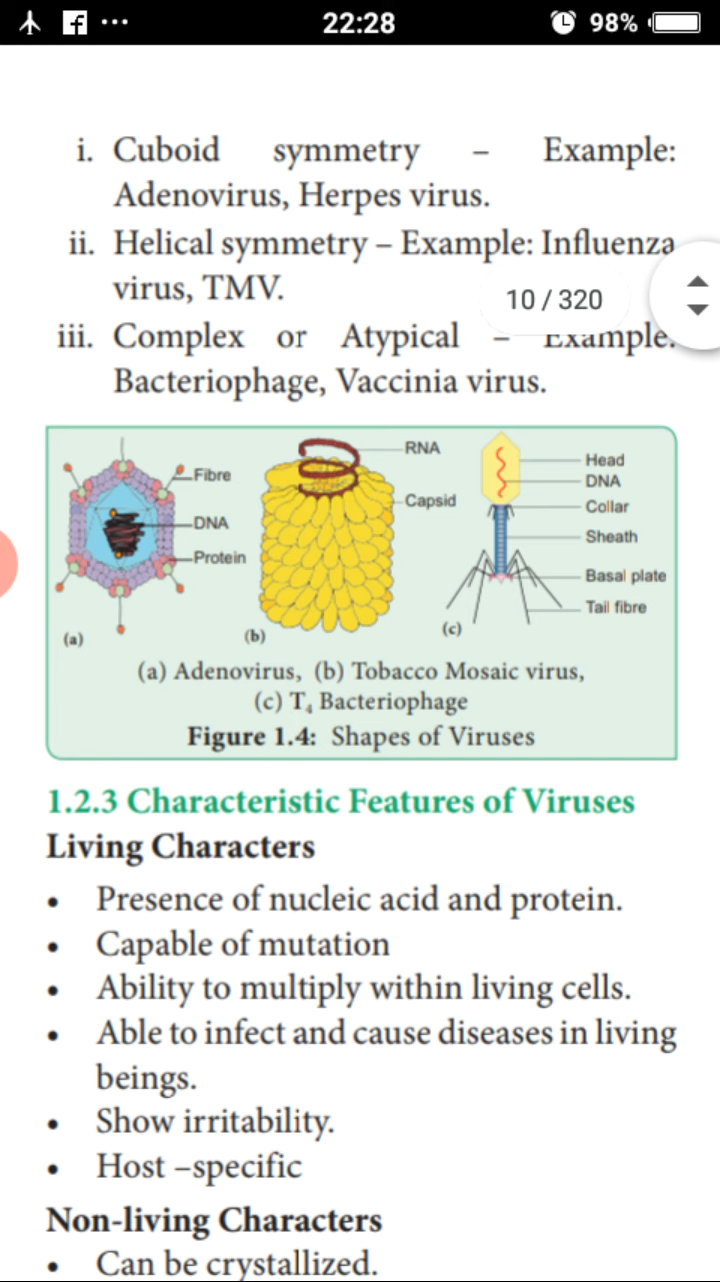 22:28
98%
i. Cuboid symmetry – Example:
Adenovirus, Herpes virus.
ii. Helical symmetry – Example: Influenza
virus, TMV.
10 / 320
iii. Complex or Atypical – Example:
Bacteriophage, Vaccinia virus.
Fibre
DNA
Protein
(a)
RNA
Capsid
(b)
Head
DNA
Collar
Sheath
Basal plate
Tail fibre
(c)
(a) Adenovirus, (b) Tobacco Mosaic virus,
(c) T₄ Bacteriophage
Figure 1.4: Shapes of Viruses
1.2.3 Characteristic Features of Viruses
Living Characters
• Presence of nucleic acid and protein.
• Capable of mutation
• Ability to multiply within living cells.
• Able to infect and cause diseases in living
beings.
• Show irritability.
• Host –specific
Non-living Characters
• Can be crystallized.